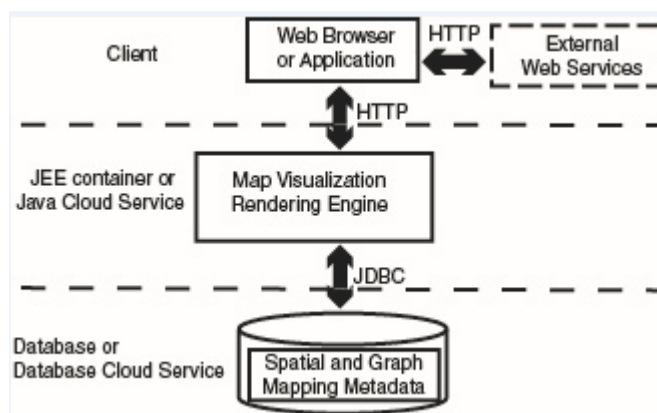 Client
Web Browser
or Application
HTTP
External
Web Services
HTTP
JEE container or
Java Cloud Service
Map Visualization
Rendering Engine
JDBC
Database or
Database Cloud Service
Spatial and Graph
Mapping Metadata